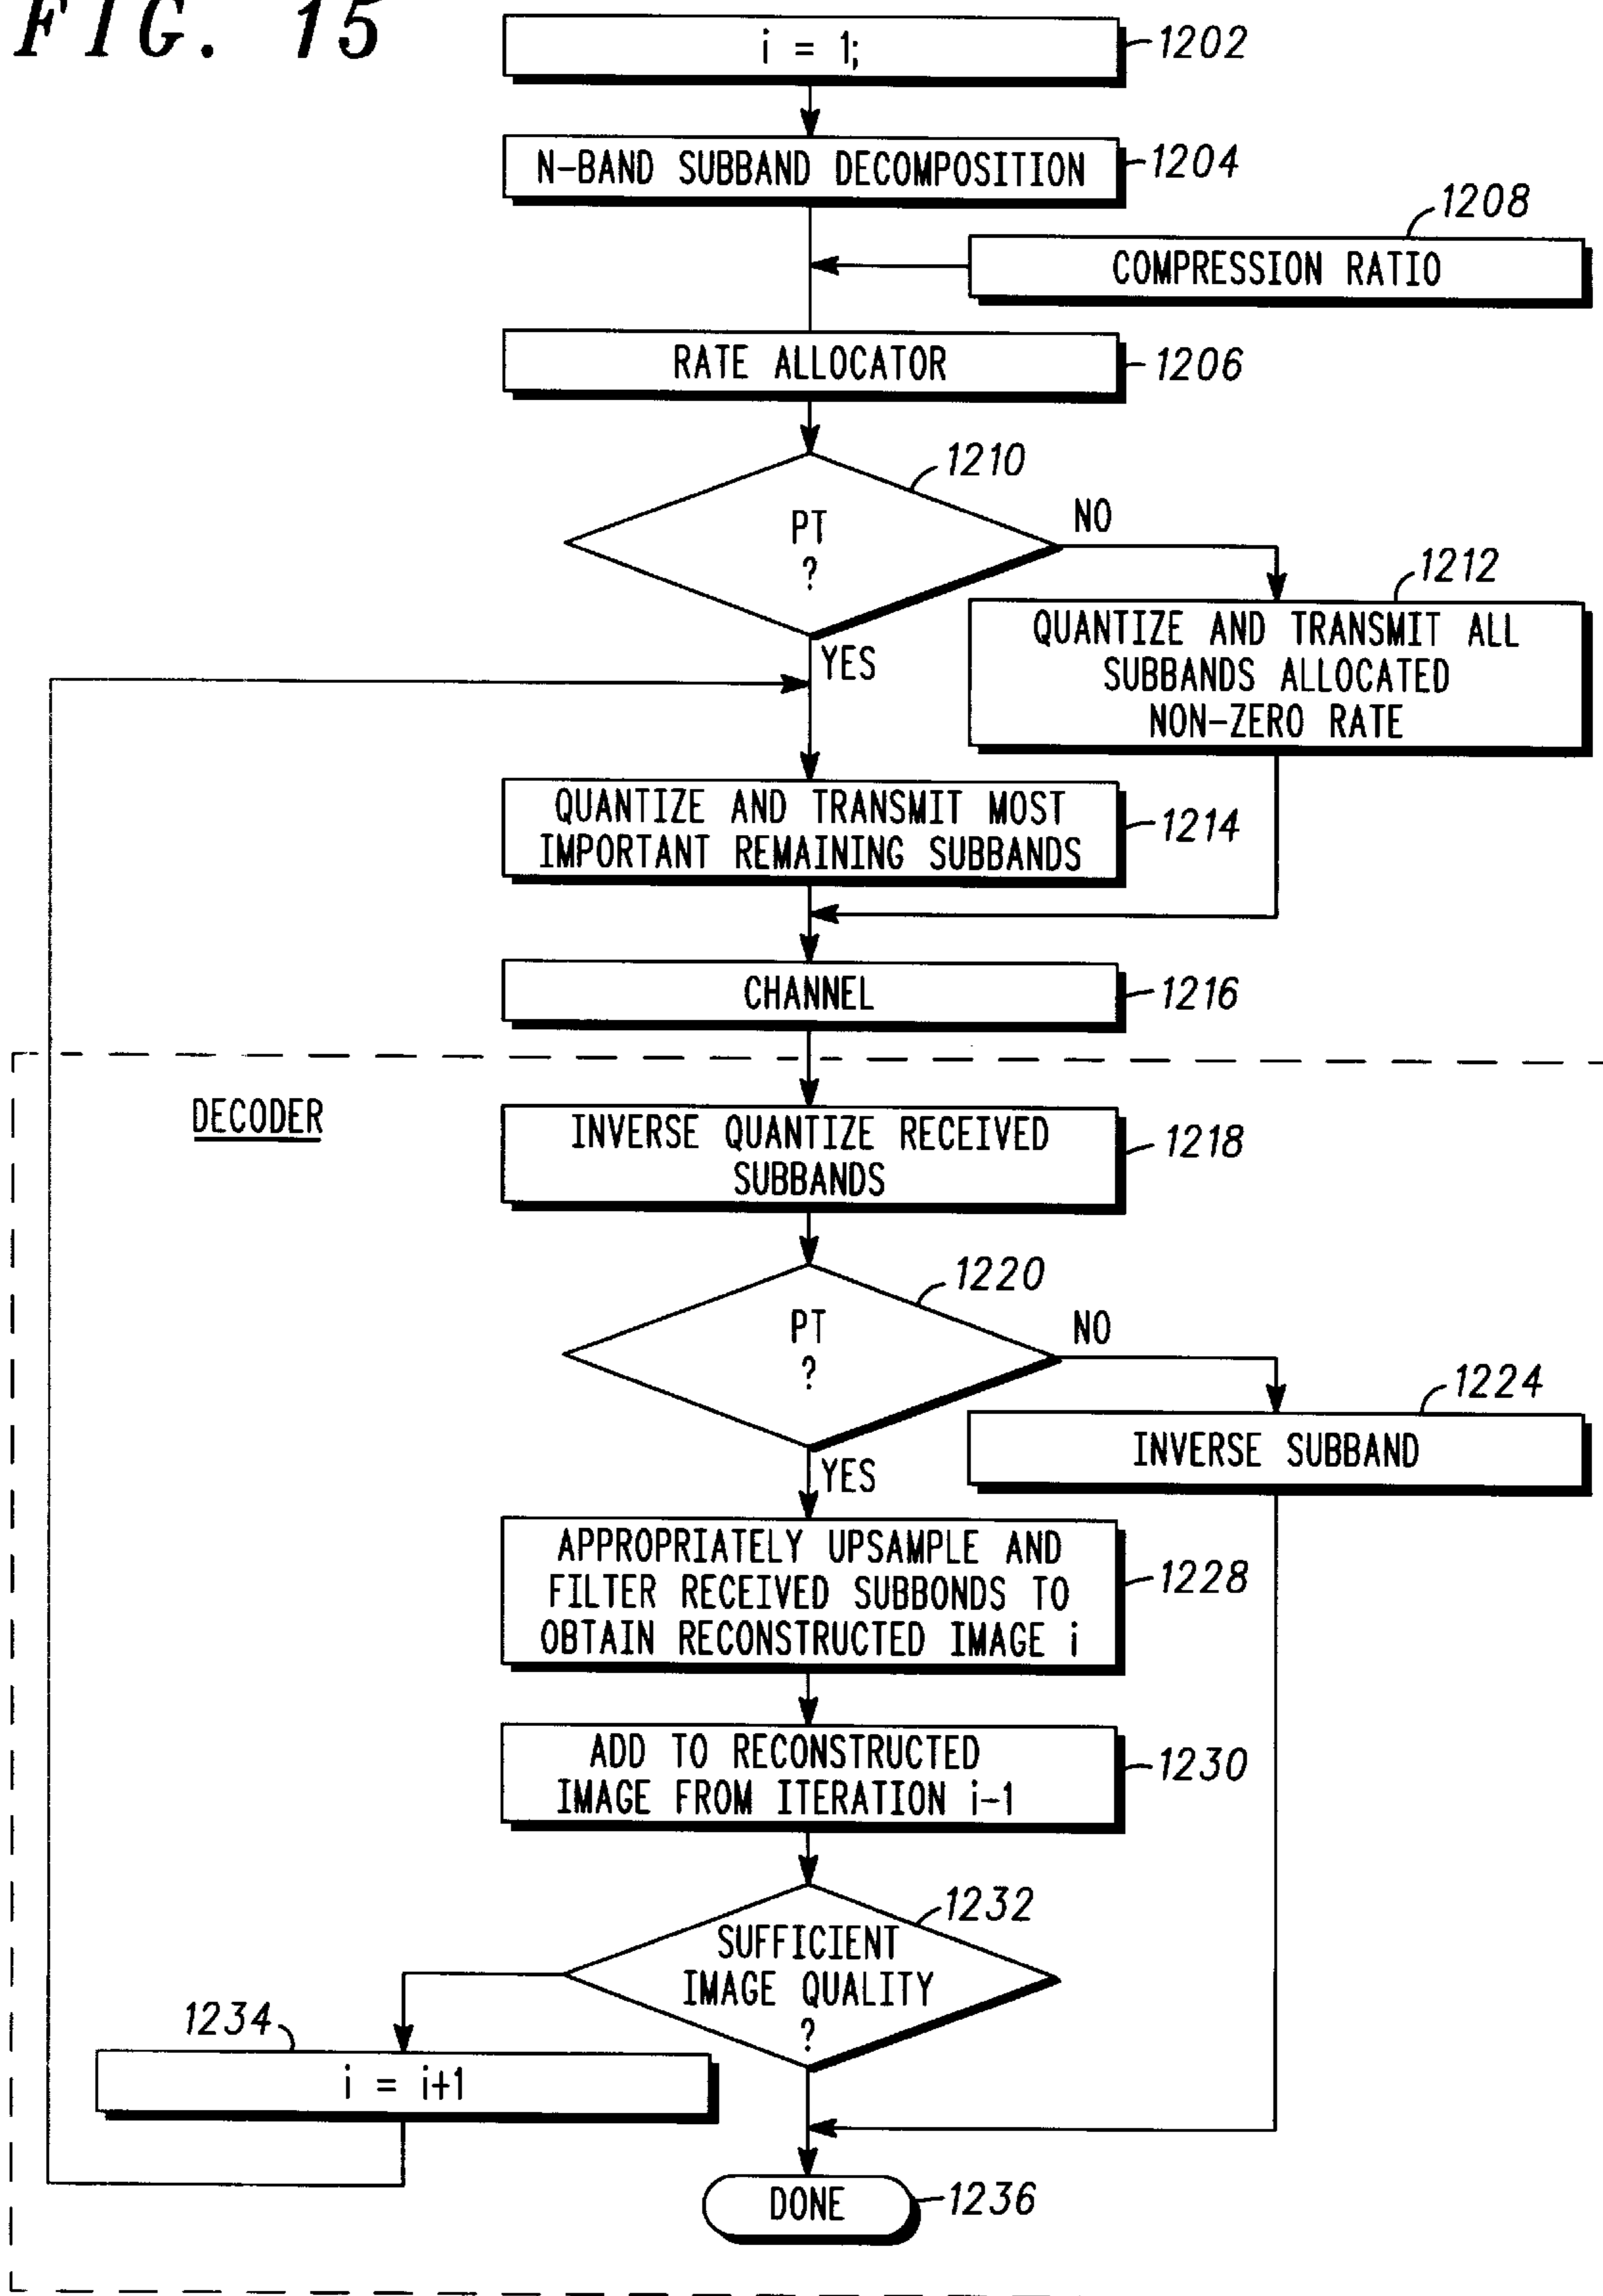 FIG. 15
i = 1;
1202
N-BAND SUBBAND DECOMPOSITION
1204
1208
COMPRESSION RATIO
RATE ALLOCATOR
1206
1210
PT
?
NO
YES
1212
QUANTIZE AND TRANSMIT ALL
SUBBANDS ALLOCATED
NON-ZERO RATE
QUANTIZE AND TRANSMIT MOST
IMPORTANT REMAINING SUBBANDS
1214
CHANNEL
1216
DECODER
INVERSE QUANTIZE RECEIVED
SUBBANDS
1218
1220
PT
?
NO
YES
1224
INVERSE SUBBAND
APPROPRIATELY UPSAMPLE AND
FILTER RECEIVED SUBBONDS TO
OBTAIN RECONSTRUCTED IMAGE i
1228
ADD TO RECONSTRUCTED
IMAGE FROM ITERATION i-1
1230
1232
SUFFICIENT
IMAGE QUALITY
?
1234
i = i+1
DONE
1236